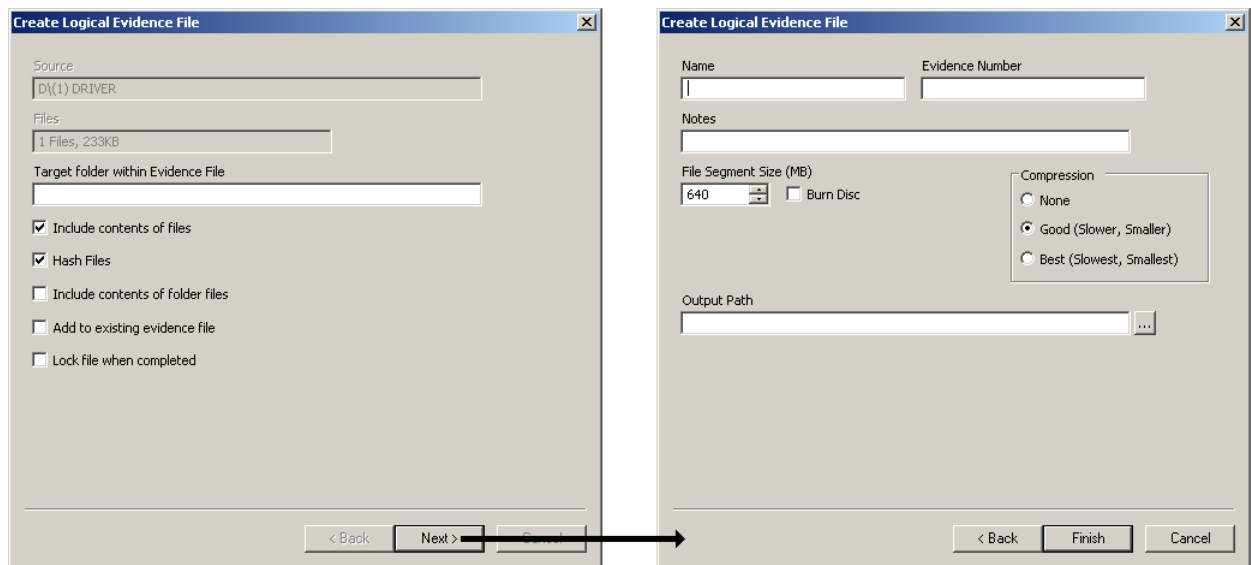 Create Logical Evidence File
Source
D\(1) DRIVER
Files
1 Files, 233KB
Target folder within Evidence File
Include contents of files
Hash Files
Include contents of folder files
Add to existing evidence file
Lock file when completed
< Back
Next >
Cancel
Create Logical Evidence File
Name
Evidence Number
Notes
File Segment Size (MB)
640
Burn Disc
Compression
None
Good (Slower, Smaller)
Best (Slowest, Smallest)
Output Path
...
< Back
Finish
Cancel